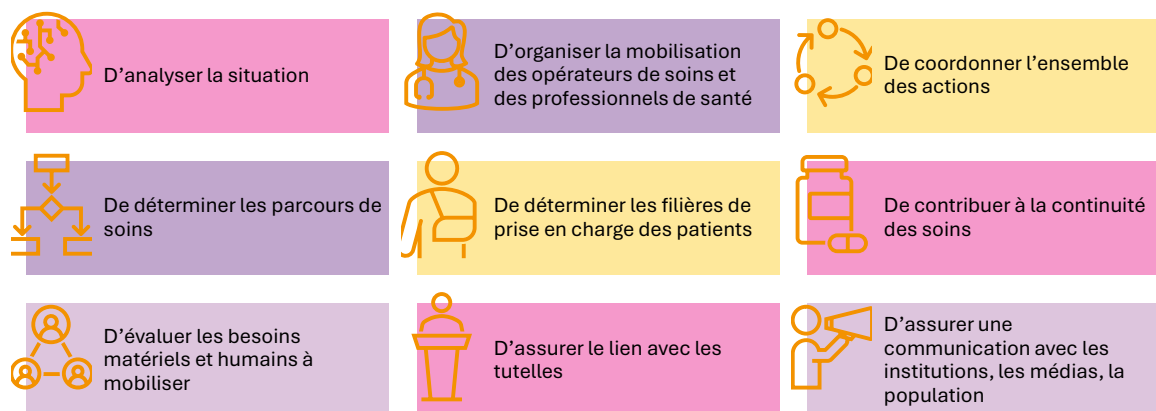 D’analyser la situation
D’organiser la mobilisation
des opérateurs de soins et
des professionnels de santé
De coordonner l’ensemble
des actions
De déterminer les parcours de
soins
De déterminer les filières de
prise en charge des patients
De contribuer à la continuité
des soins
D’évaluer les besoins
matériels et humains à
mobiliser
D’assurer le lien avec les
tutelles
D’assurer une
communication avec les
institutions, les médias, la
population